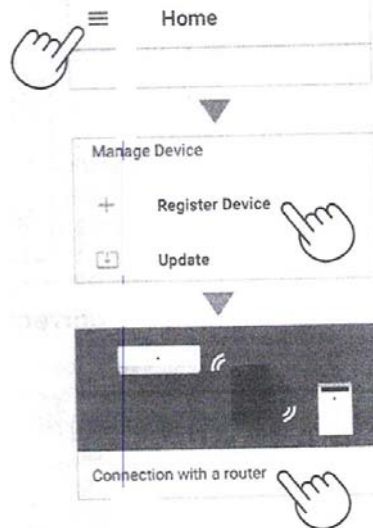 Home
Manage Device
Register Device
Update
Connection with a router